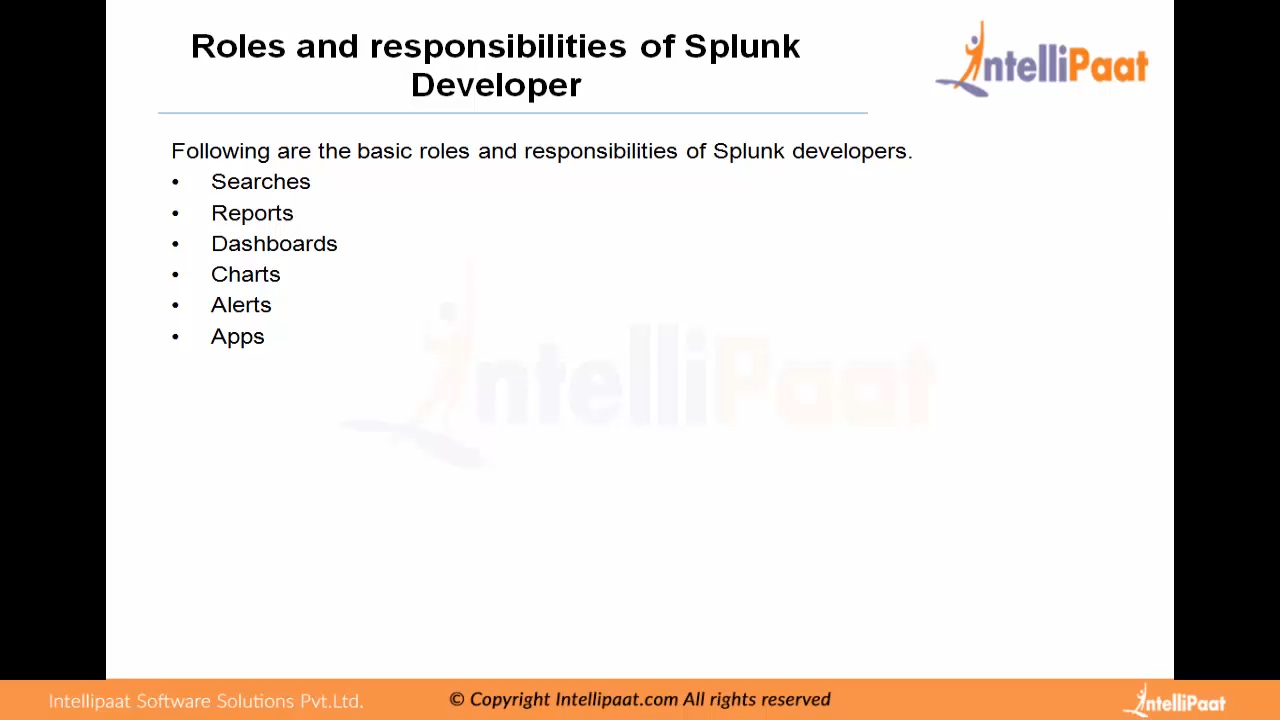 Roles and responsibilities of Splunk
Developer
IntelliPaat
Following are the basic roles and responsibilities of Splunk developers.
• Searches
• Reports
• Dashboards
• Charts
• Alerts
• Apps
IntelliPaat
Intellipaat Software Solutions Pvt.Ltd.
© Copyright Intellipaat.com All rights reserved
IntelliPaat